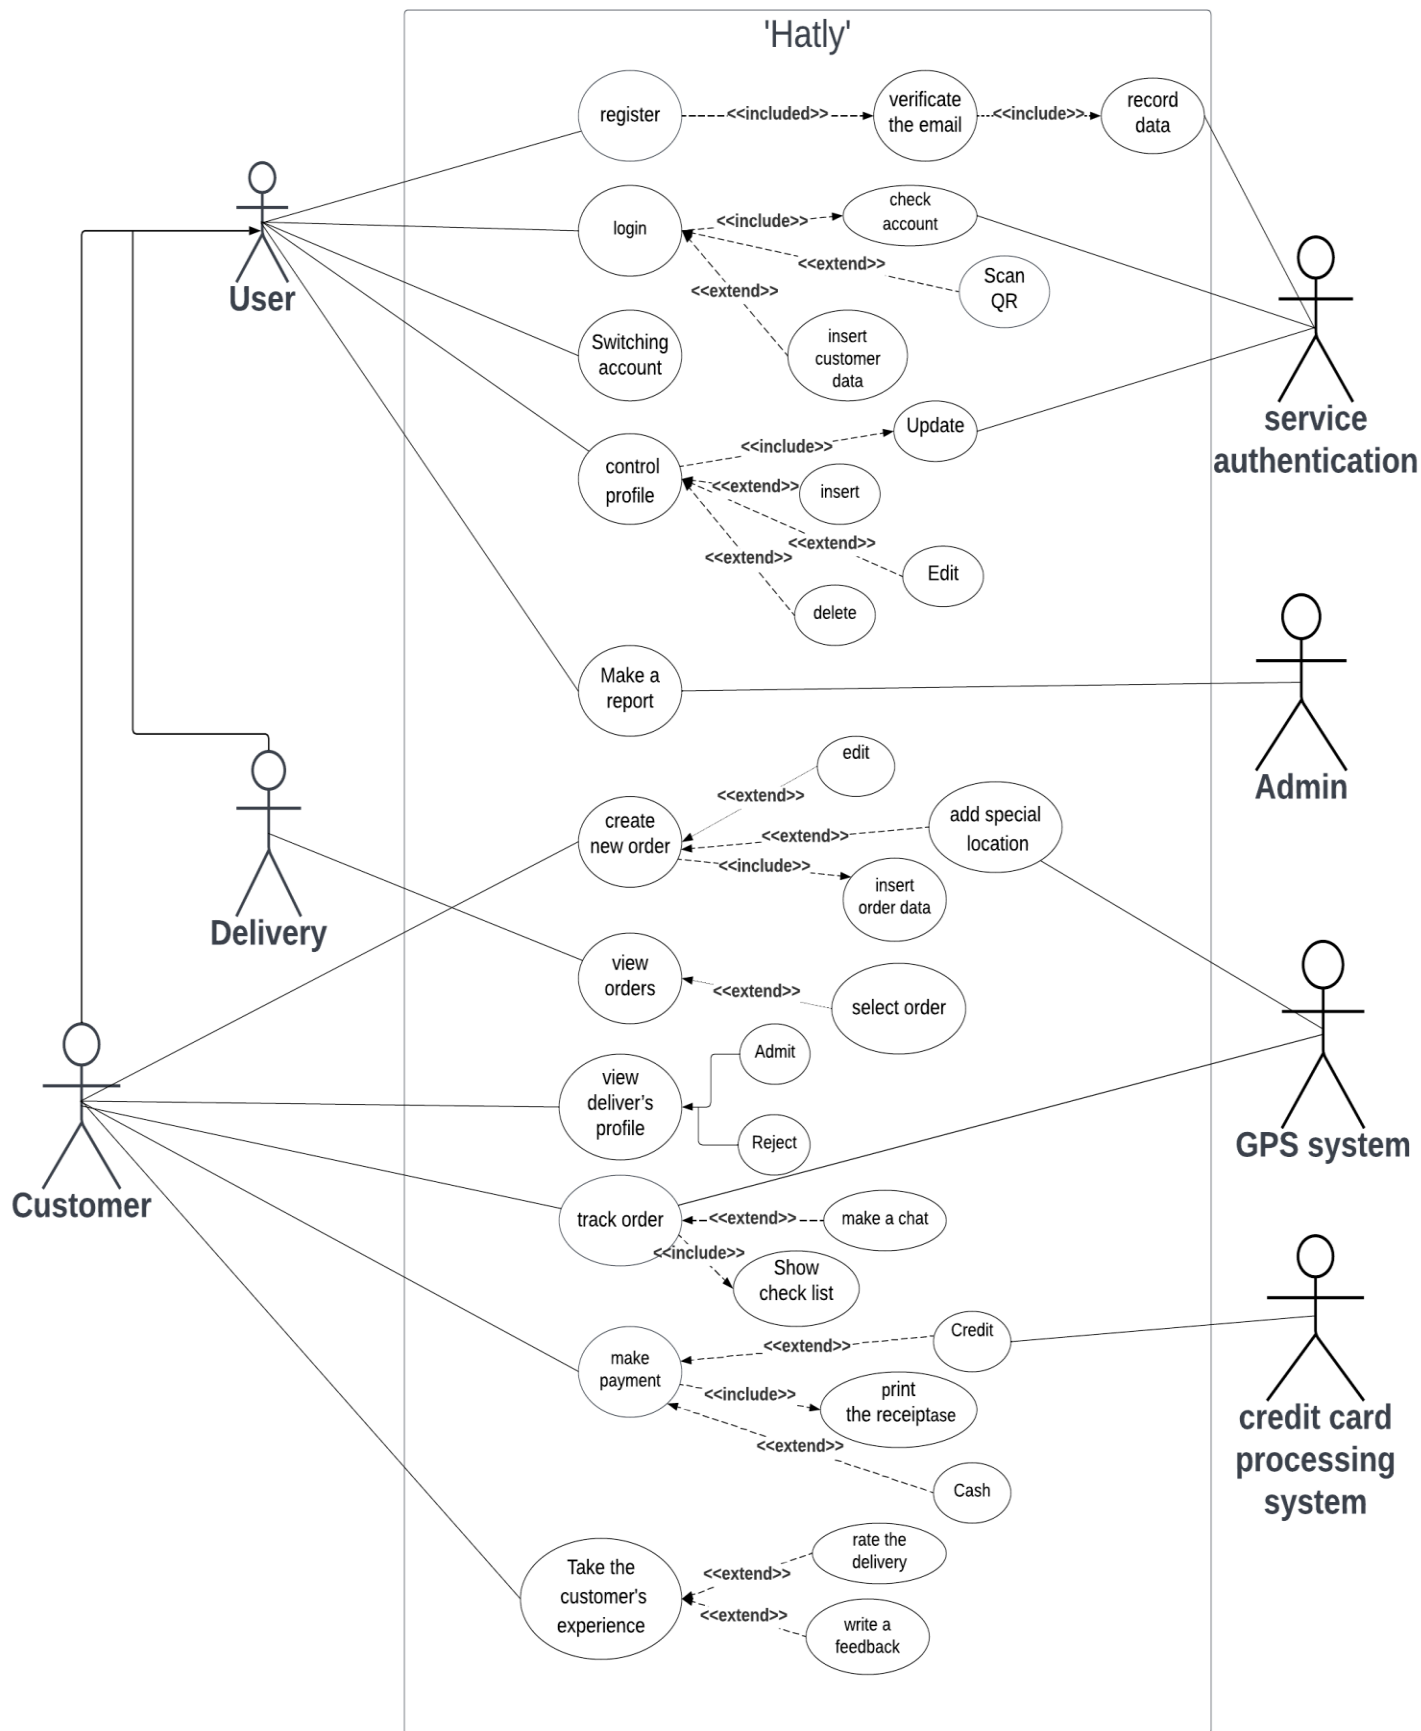 'Hatly'
register
<<included>>
verificate
the email
<<include>>
record
data
User
login
<<include>>
check
account
<<extend>>
Scan
QR
<<extend>>
insert
customer
data
Switching
account
service
authentication
control
profile
<<include>>
Update
<<extend>>
insert
<<extend>>
Edit
<<extend>>
delete
Make a
report
Admin
Delivery
create
new order
<<extend>>
edit
<<extend>>
add special
location
<<include>>
insert
order data
view
orders
<<extend>>
select order
GPS system
Customer
view
deliver's
profile
Admit
Reject
track order
<<extend>>
make a chat
<<include>>
Show
check list
make
payment
<<extend>>
Credit
<<include>>
print
the receiptase
<<extend>>
Cash
credit card
processing
system
Take the
customer's
experience
<<extend>>
rate the
delivery
<<extend>>
write a
feedback